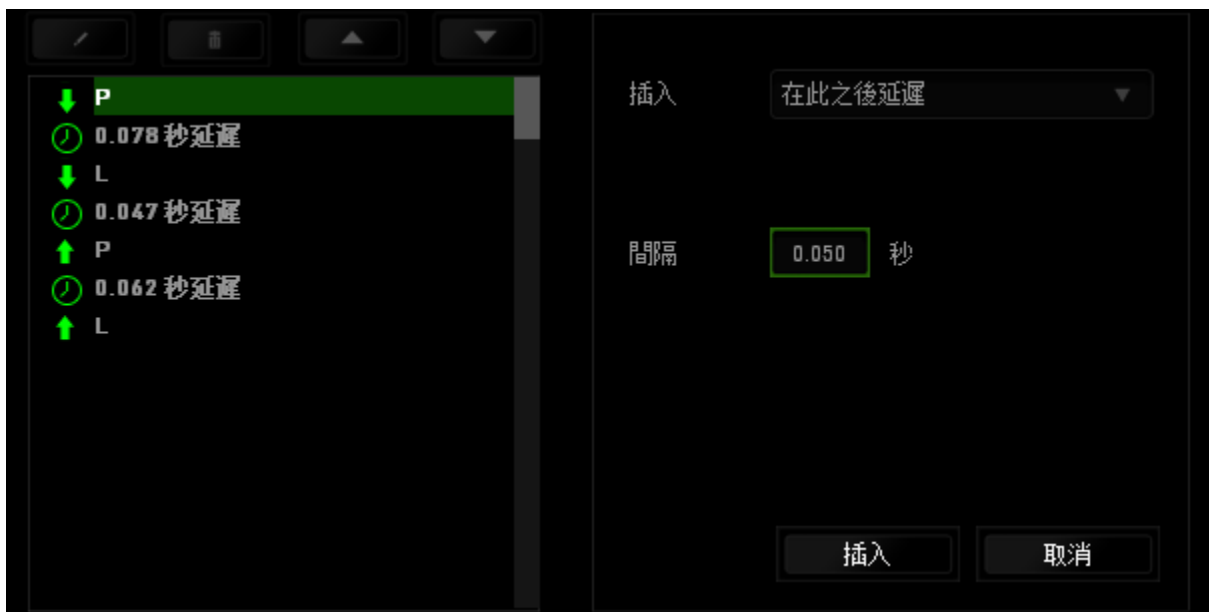 P
0.078 秒延遲
L
0.047 秒延遲
P
0.062 秒延遲
L
插入 在此之後延遲
間隔 0.050 秒
插入 取消